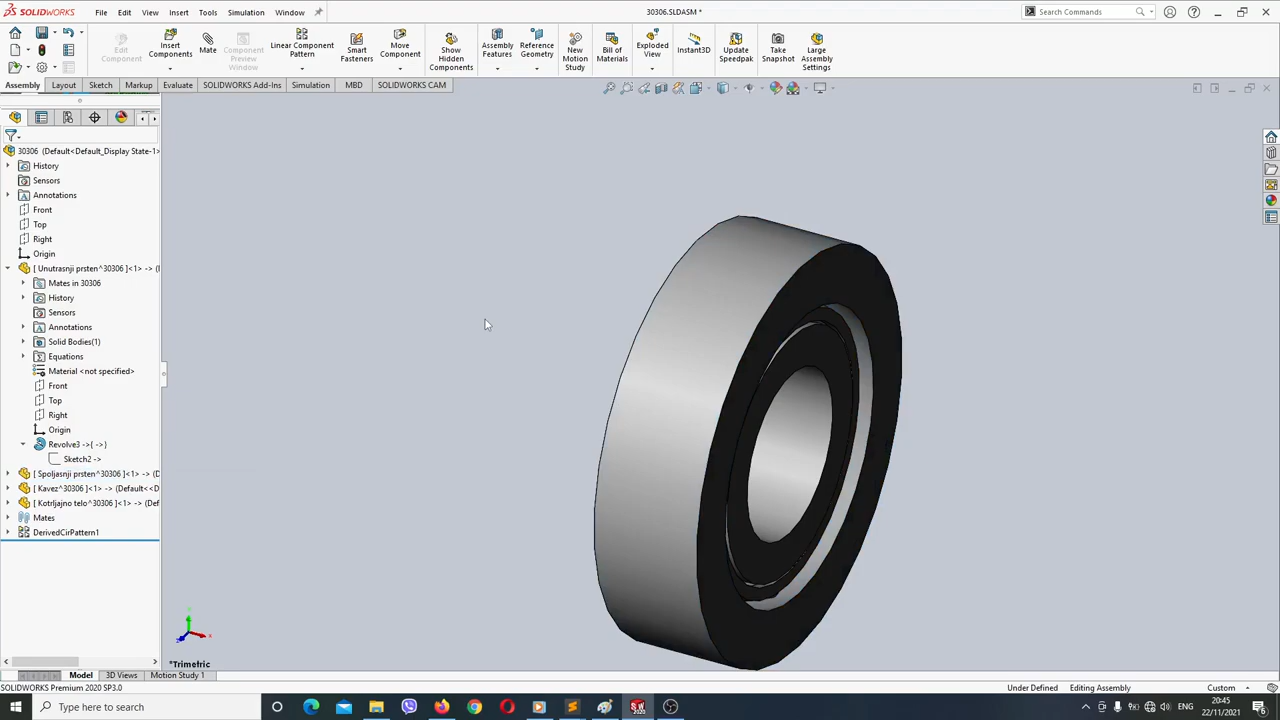 SOLIDWORKS File Edit View Insert Tools Simulation Window 30306.SLDASM * Search Commands
Edit Component
Insert Components
Mate
Component Preview Window
Linear Component Pattern
Smart Fasteners
Move Component
Show Hidden Components
Assembly Features
Reference Geometry
New Motion Study
Bill of Materials
Exploded View
Instant3D
Update Speedpak
Take Snapshot
Large Assembly Settings
Assembly Layout Sketch Markup Evaluate SOLIDWORKS Add-Ins Simulation MBD SOLIDWORKS CAM
30306 (Default<Default_Display State-1>
History
Sensors
Annotations
Front
Top
Right
Origin
[ Unutrasnji prsten^30306 ]<1> -> (
Mates in 30306
History
Sensors
Annotations
Solid Bodies(1)
Equations
Material <not specified>
Front
Top
Right
Origin
Revolve3 ->{ ->}
Sketch2 ->
[ Spoljasnji prsten^30306 ]<1> -> (D
[ Kavez^30306 ]<1> -> (Default<<D
[ Kotrljajno telo^30306 ]<1> -> (Def
Mates
DerivedCirPattern1
Y
X
Z
*Trimetric
Model 3D Views Motion Study 1
SOLIDWORKS Premium 2020 SP3.0 Under Defined Editing Assembly Custom
Type here to search
ENG
20:45
22/11/2021